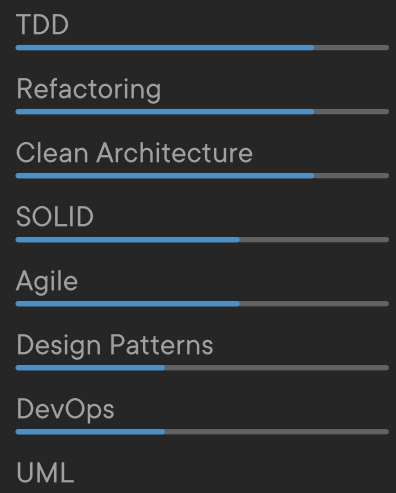 TDD
Refactoring
Clean Architecture
SOLID
Agile
Design Patterns
DevOps
UML